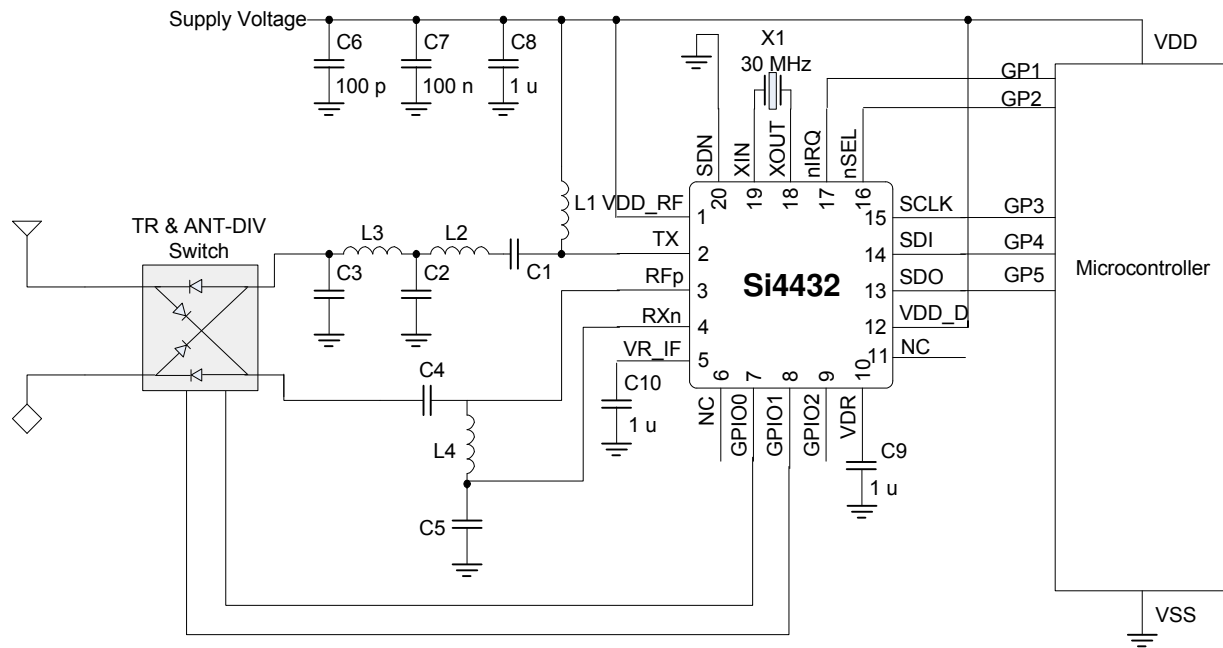 Supply Voltage
C6
100 p
C7
100 n
C8
1 u
X1
30 MHz
VDD
GP1
GP2
SDN
XIN
XOUT
nIRQ
nSEL
20
19
18
17
16
L1
VDD_RF
1
15
SCLK
GP3
TR & ANT-DIV
Switch
L3
L2
C3
C2
C1
TX
2
14
SDI
GP4
RFp
3
Si4432
13
SDO
GP5
Microcontroller
RXn
4
12
VDD_D
VR_IF
5
11
NC
6
7
8
9
10
C4
C10
1 u
NC
GPIO0
GPIO1
GPIO2
VDR
L4
C9
1 u
C5
VSS